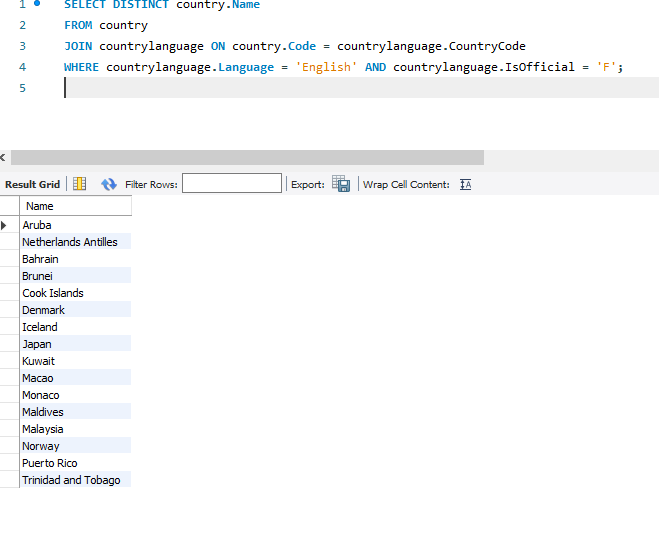 1 SELECT DISTINCT country.Name
2 FROM country
3 JOIN countrylanguage ON country.Code = countrylanguage.CountryCode
4 WHERE countrylanguage.Language = 'English' AND countrylanguage.IsOfficial = 'F';
5
Result Grid Filter Rows: Export: Wrap Cell Content: IA
Name
Aruba
Netherlands Antilles
Bahrain
Brunei
Cook Islands
Denmark
Iceland
Japan
Kuwait
Macao
Monaco
Maldives
Malaysia
Norway
Puerto Rico
Trinidad and Tobago